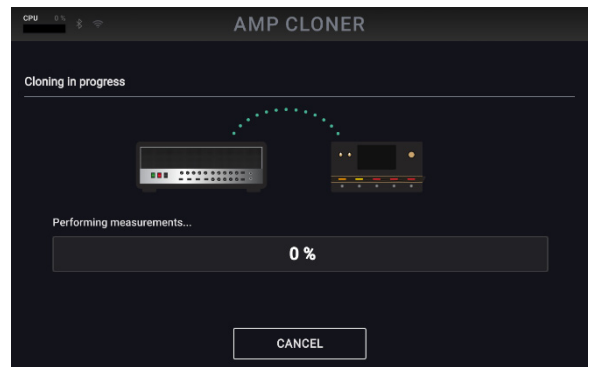 CPU 0 %
AMP CLONER
Cloning in progress
Performing measurements...
0 %
CANCEL